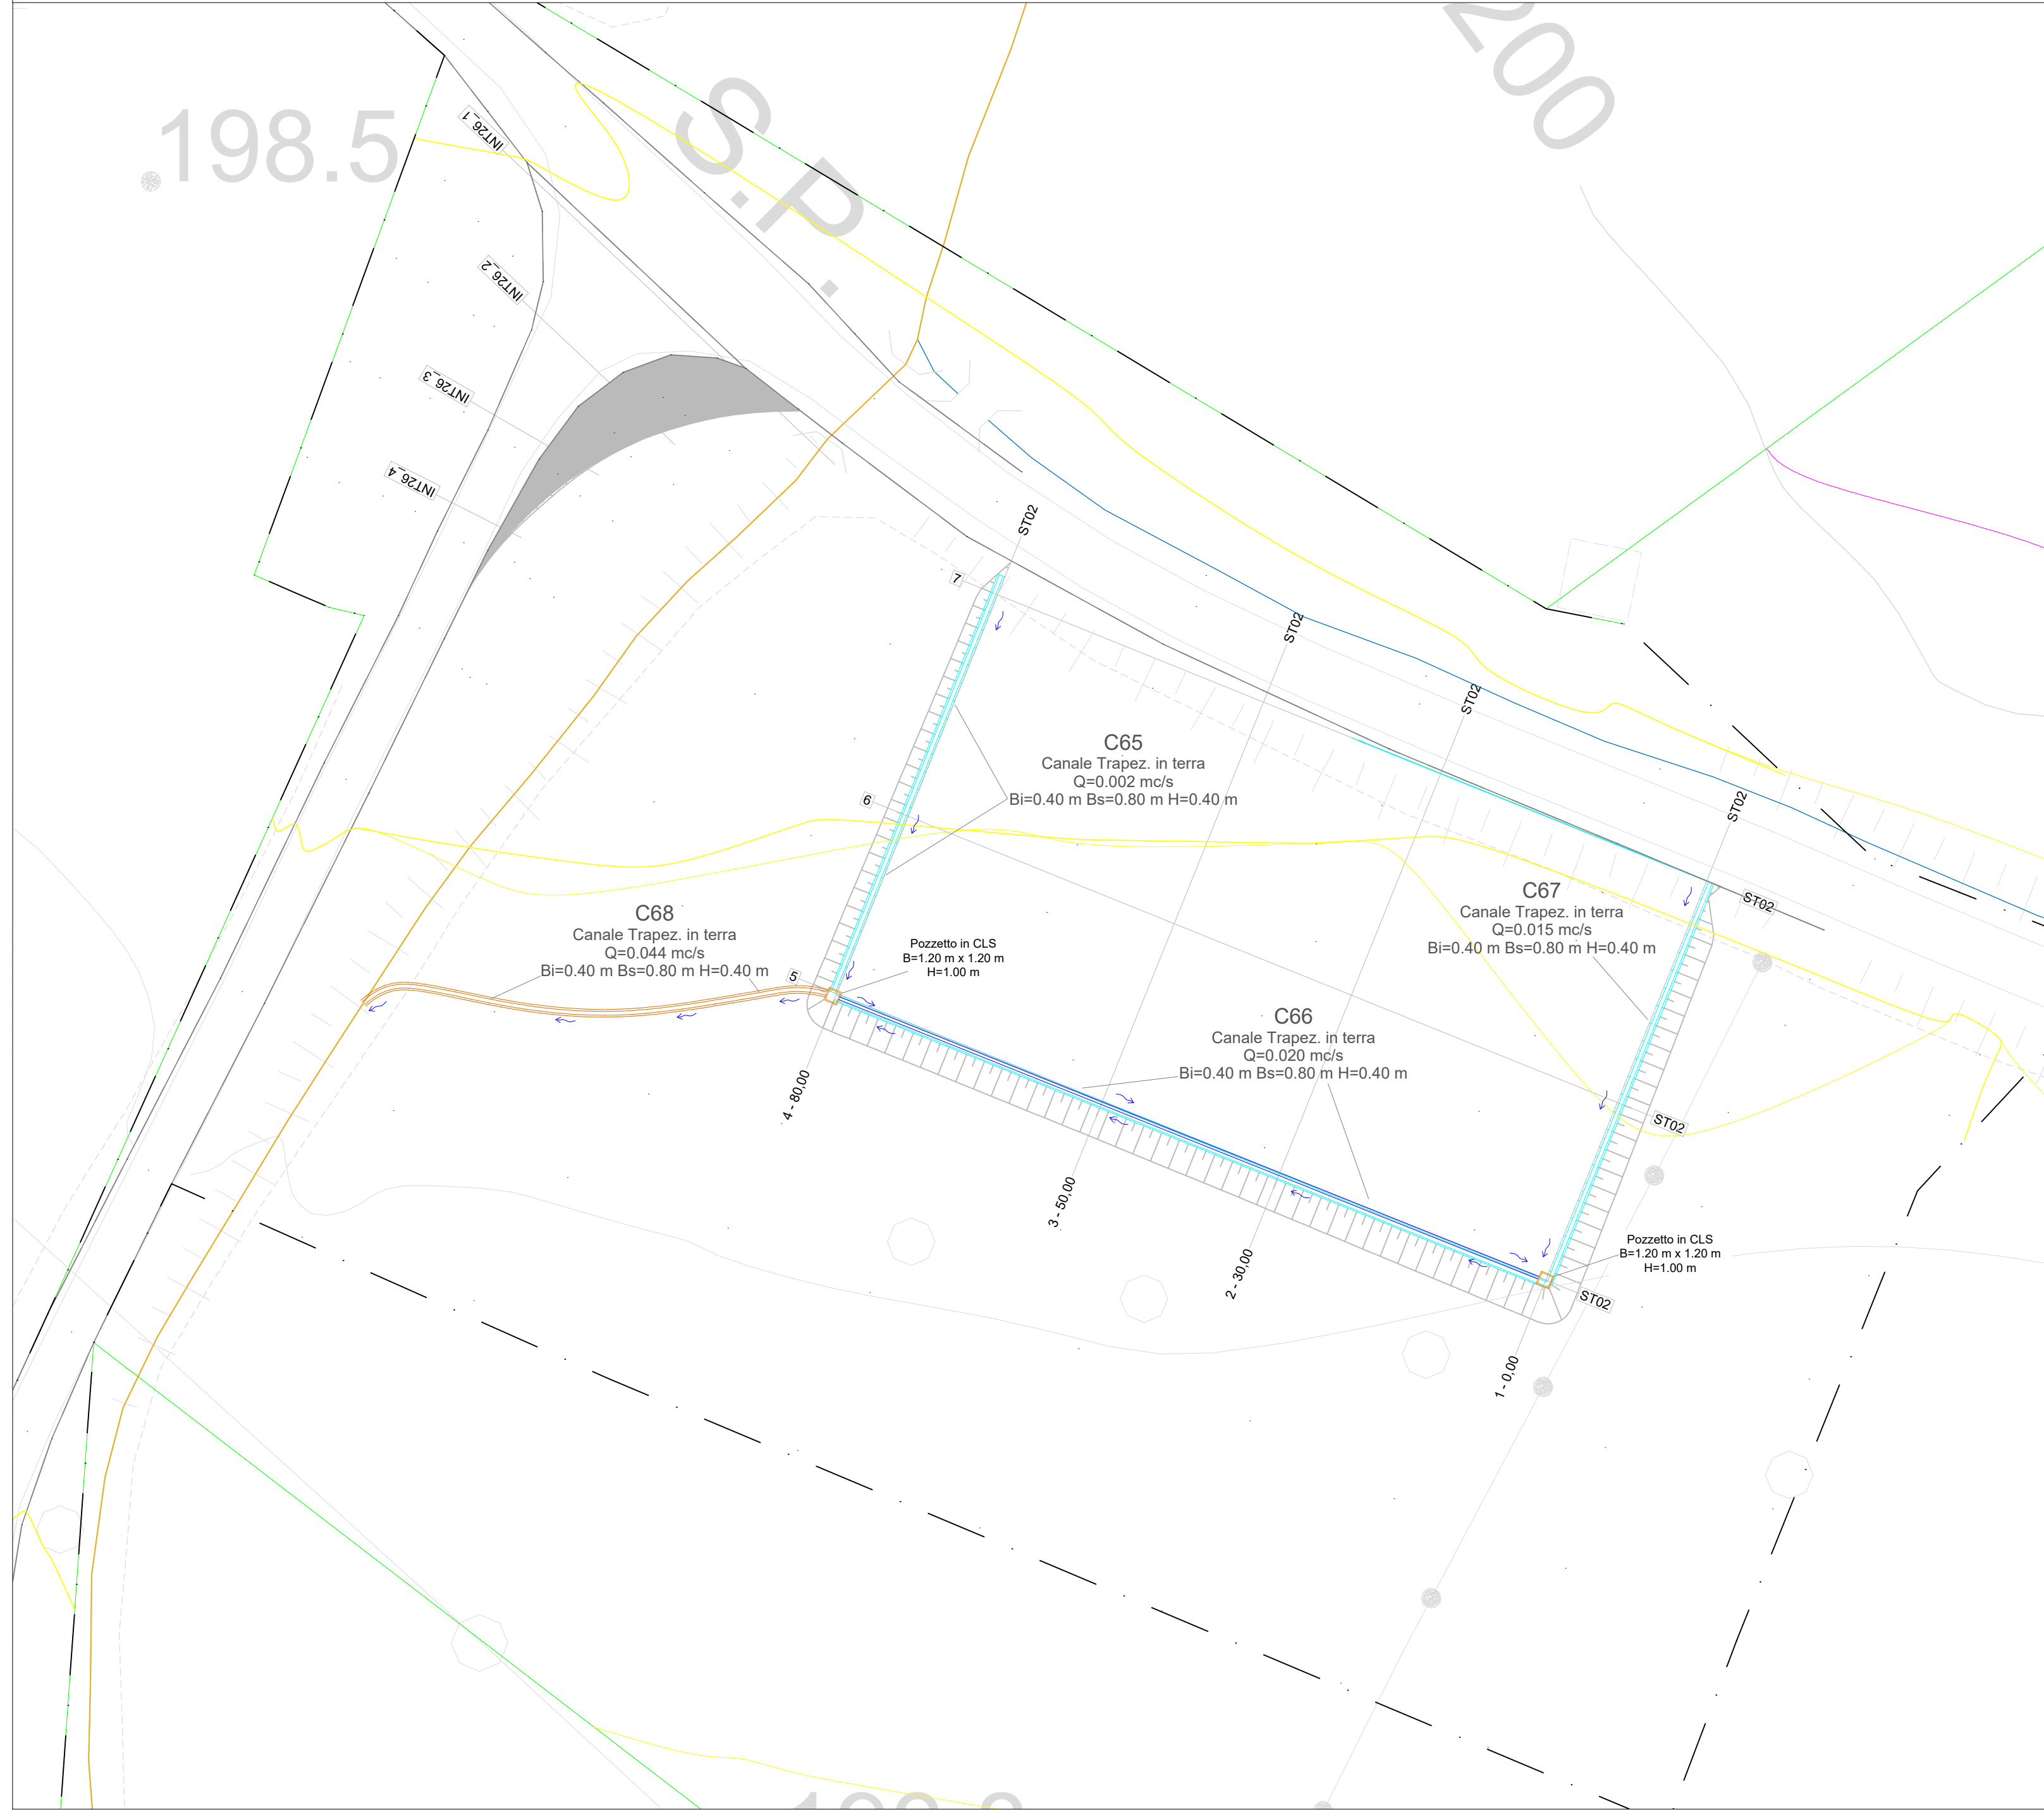 200
198.5
S.P.
INT26_1
INT26_2
INT26_3
INT26_4
ST02
7
ST02
ST02
C65
Canale Trapez. in terra
Q=0.002 mc/s
Bi=0.40 m Bs=0.80 m H=0.40 m
6
ST02
C67
Canale Trapez. in terra
Q=0.015 mc/s
Bi=0.40 m Bs=0.80 m H=0.40 m
ST02
C68
Canale Trapez. in terra
Q=0.044 mc/s
Bi=0.40 m Bs=0.80 m H=0.40 m
Pozzetto in CLS
B=1.20 m x 1.20 m
H=1.00 m
5
C66
Canale Trapez. in terra
Q=0.020 mc/s
Bi=0.40 m Bs=0.80 m H=0.40 m
4 - 80,00
ST02
3 - 50,00
2 - 30,00
Pozzetto in CLS
B=1.20 m x 1.20 m
H=1.00 m
ST02
1 - 0,00